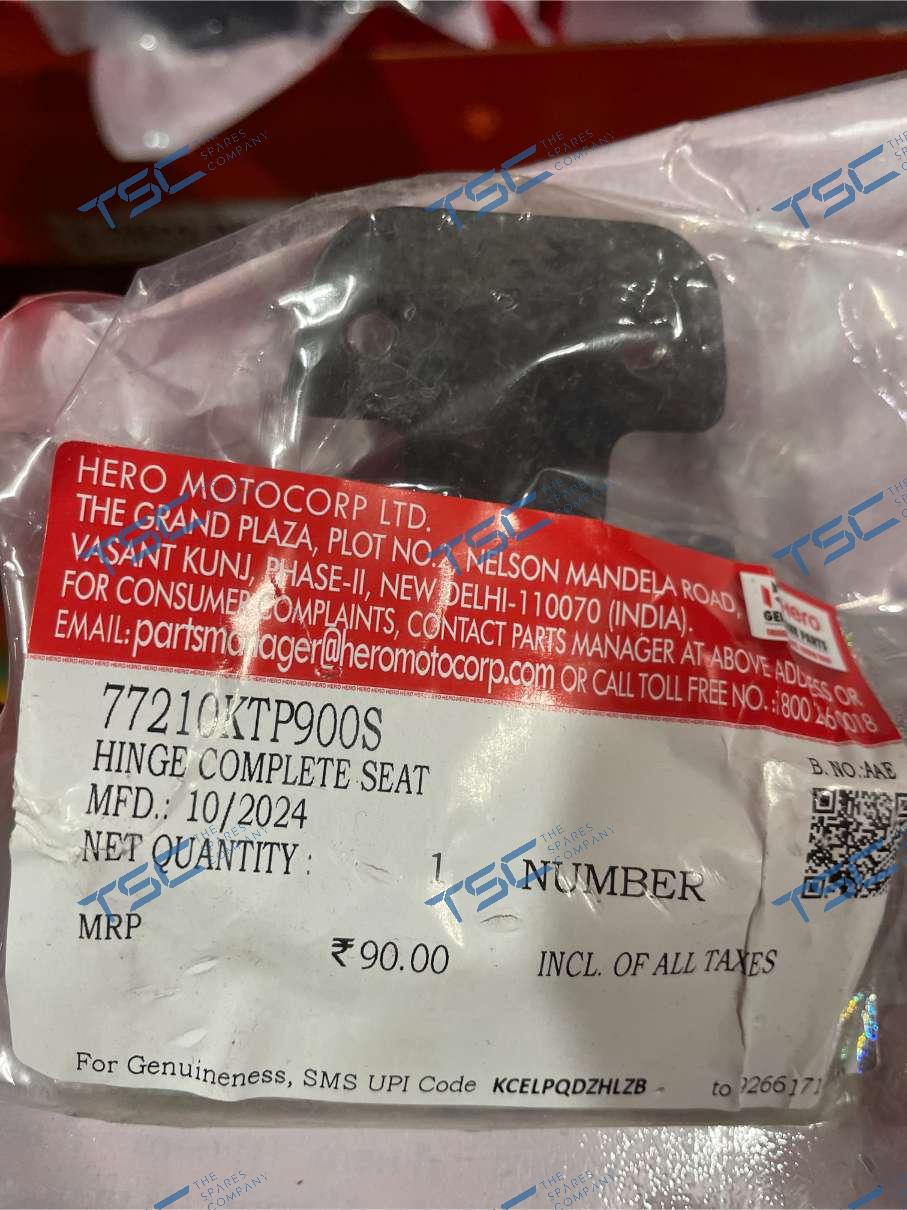 HERO MOTOCORP LTD.
THE GRAND PLAZA, PLOT NO.2 NELSON MANDELA ROAD,
VASANT KUNJ, PHASE-II, NEW DELHI-110070 (INDIA)
FOR CONSUMER COMPLAINTS, CONTACT PARTS MANAGER AT ABOVE ADDRESS OR
EMAIL: partsmanager@heromotocorp.com OR CALL TOLL FREE NO. :
Hero
PARTS
77210KTP900S
HINGE COMPLETE SEAT
B. NO.:AAE
MFD.: 10/2024
NET QUANTITY : 1 NUMBER
MRP ₹90.00 INCL. OF ALL TAXES
For Genuineness, SMS UPI Code KCELPQDZHLZB to
TSC THE SPARES COMPANY